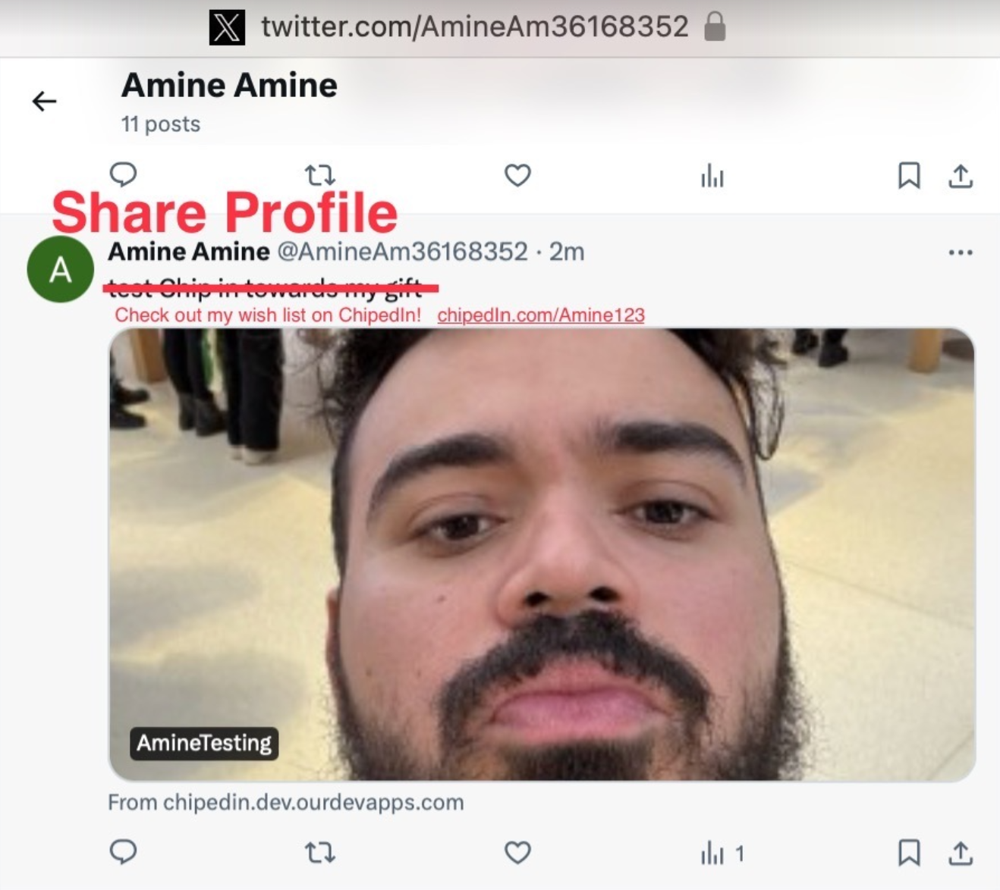 twitter.com/AmineAm36168352
Amine Amine
11 posts
Share Profile
A
Amine Amine @AmineAm36168352 · 2m
test Chip in towards my gift
Check out my wish list on ChipedIn! chipedIn.com/Amine123
AmineTesting
From chipedin.dev.ourdevapps.com
1